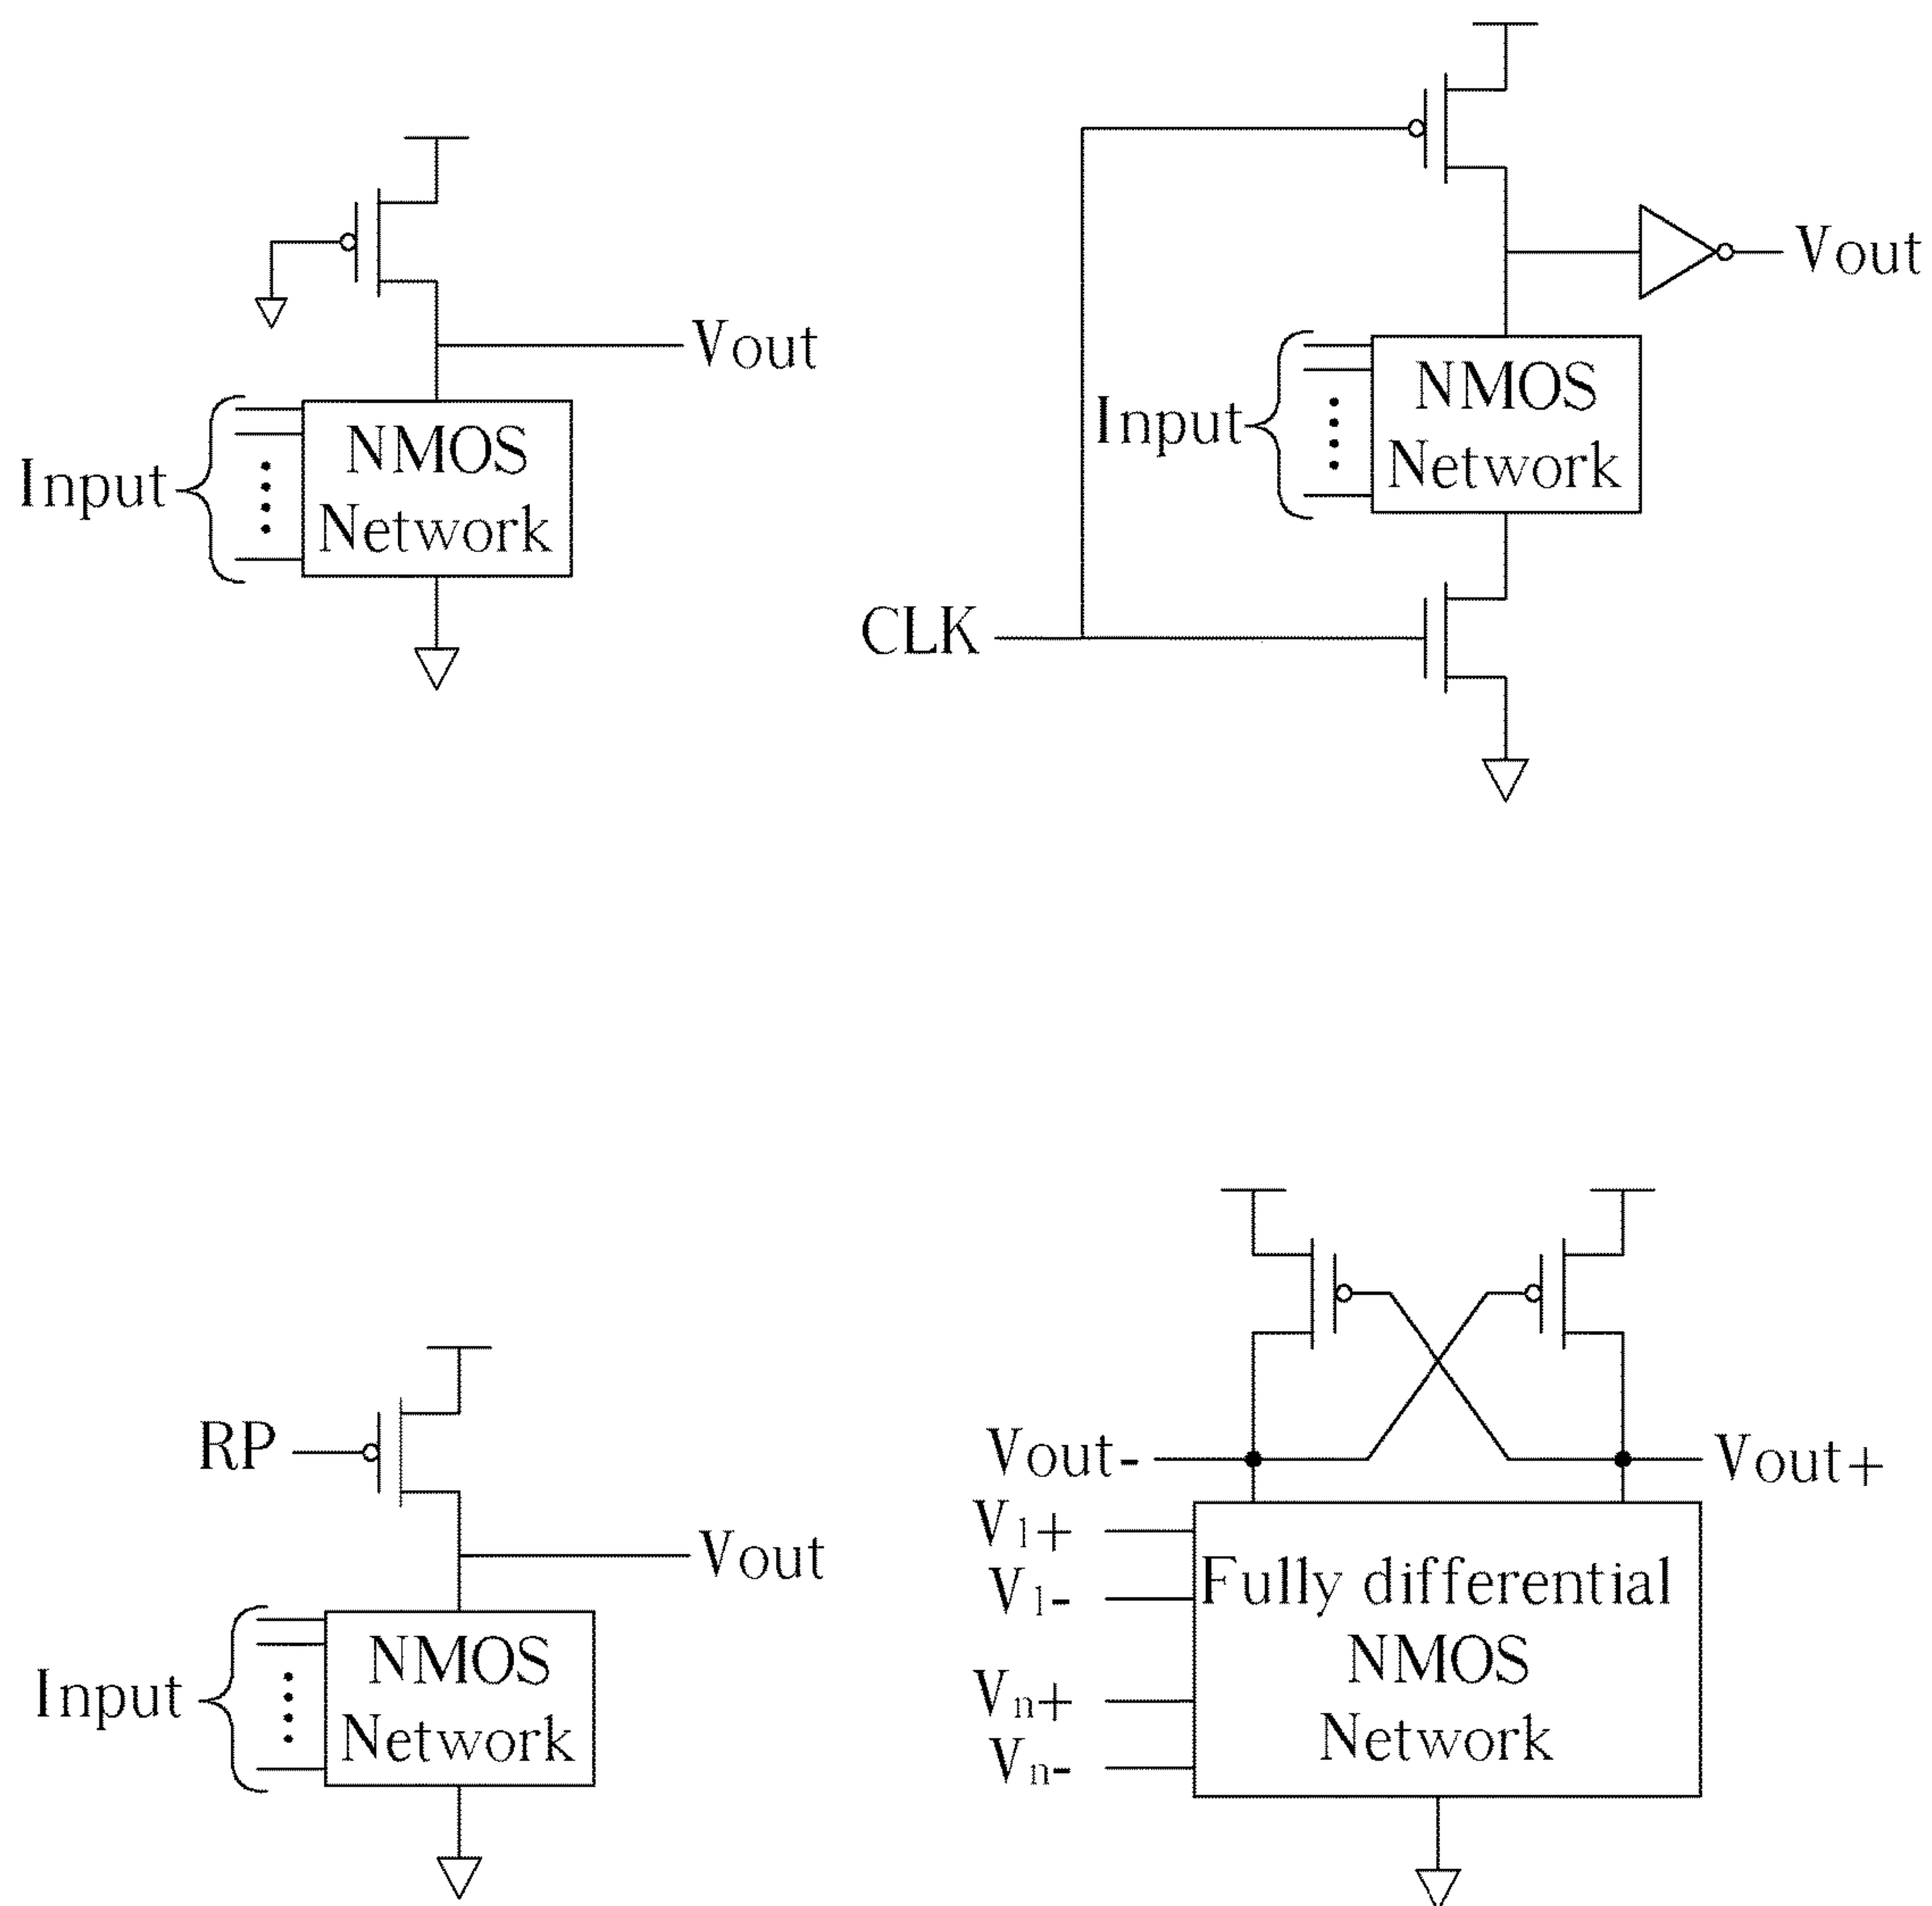 Vout
Input
NMOS
Network
Vout
Input
NMOS
Network
CLK
RP
Vout
Input
NMOS
Network
Vout-
Vout+
V1+
V1-
Vn+
Vn-
Fully differential
NMOS
Network